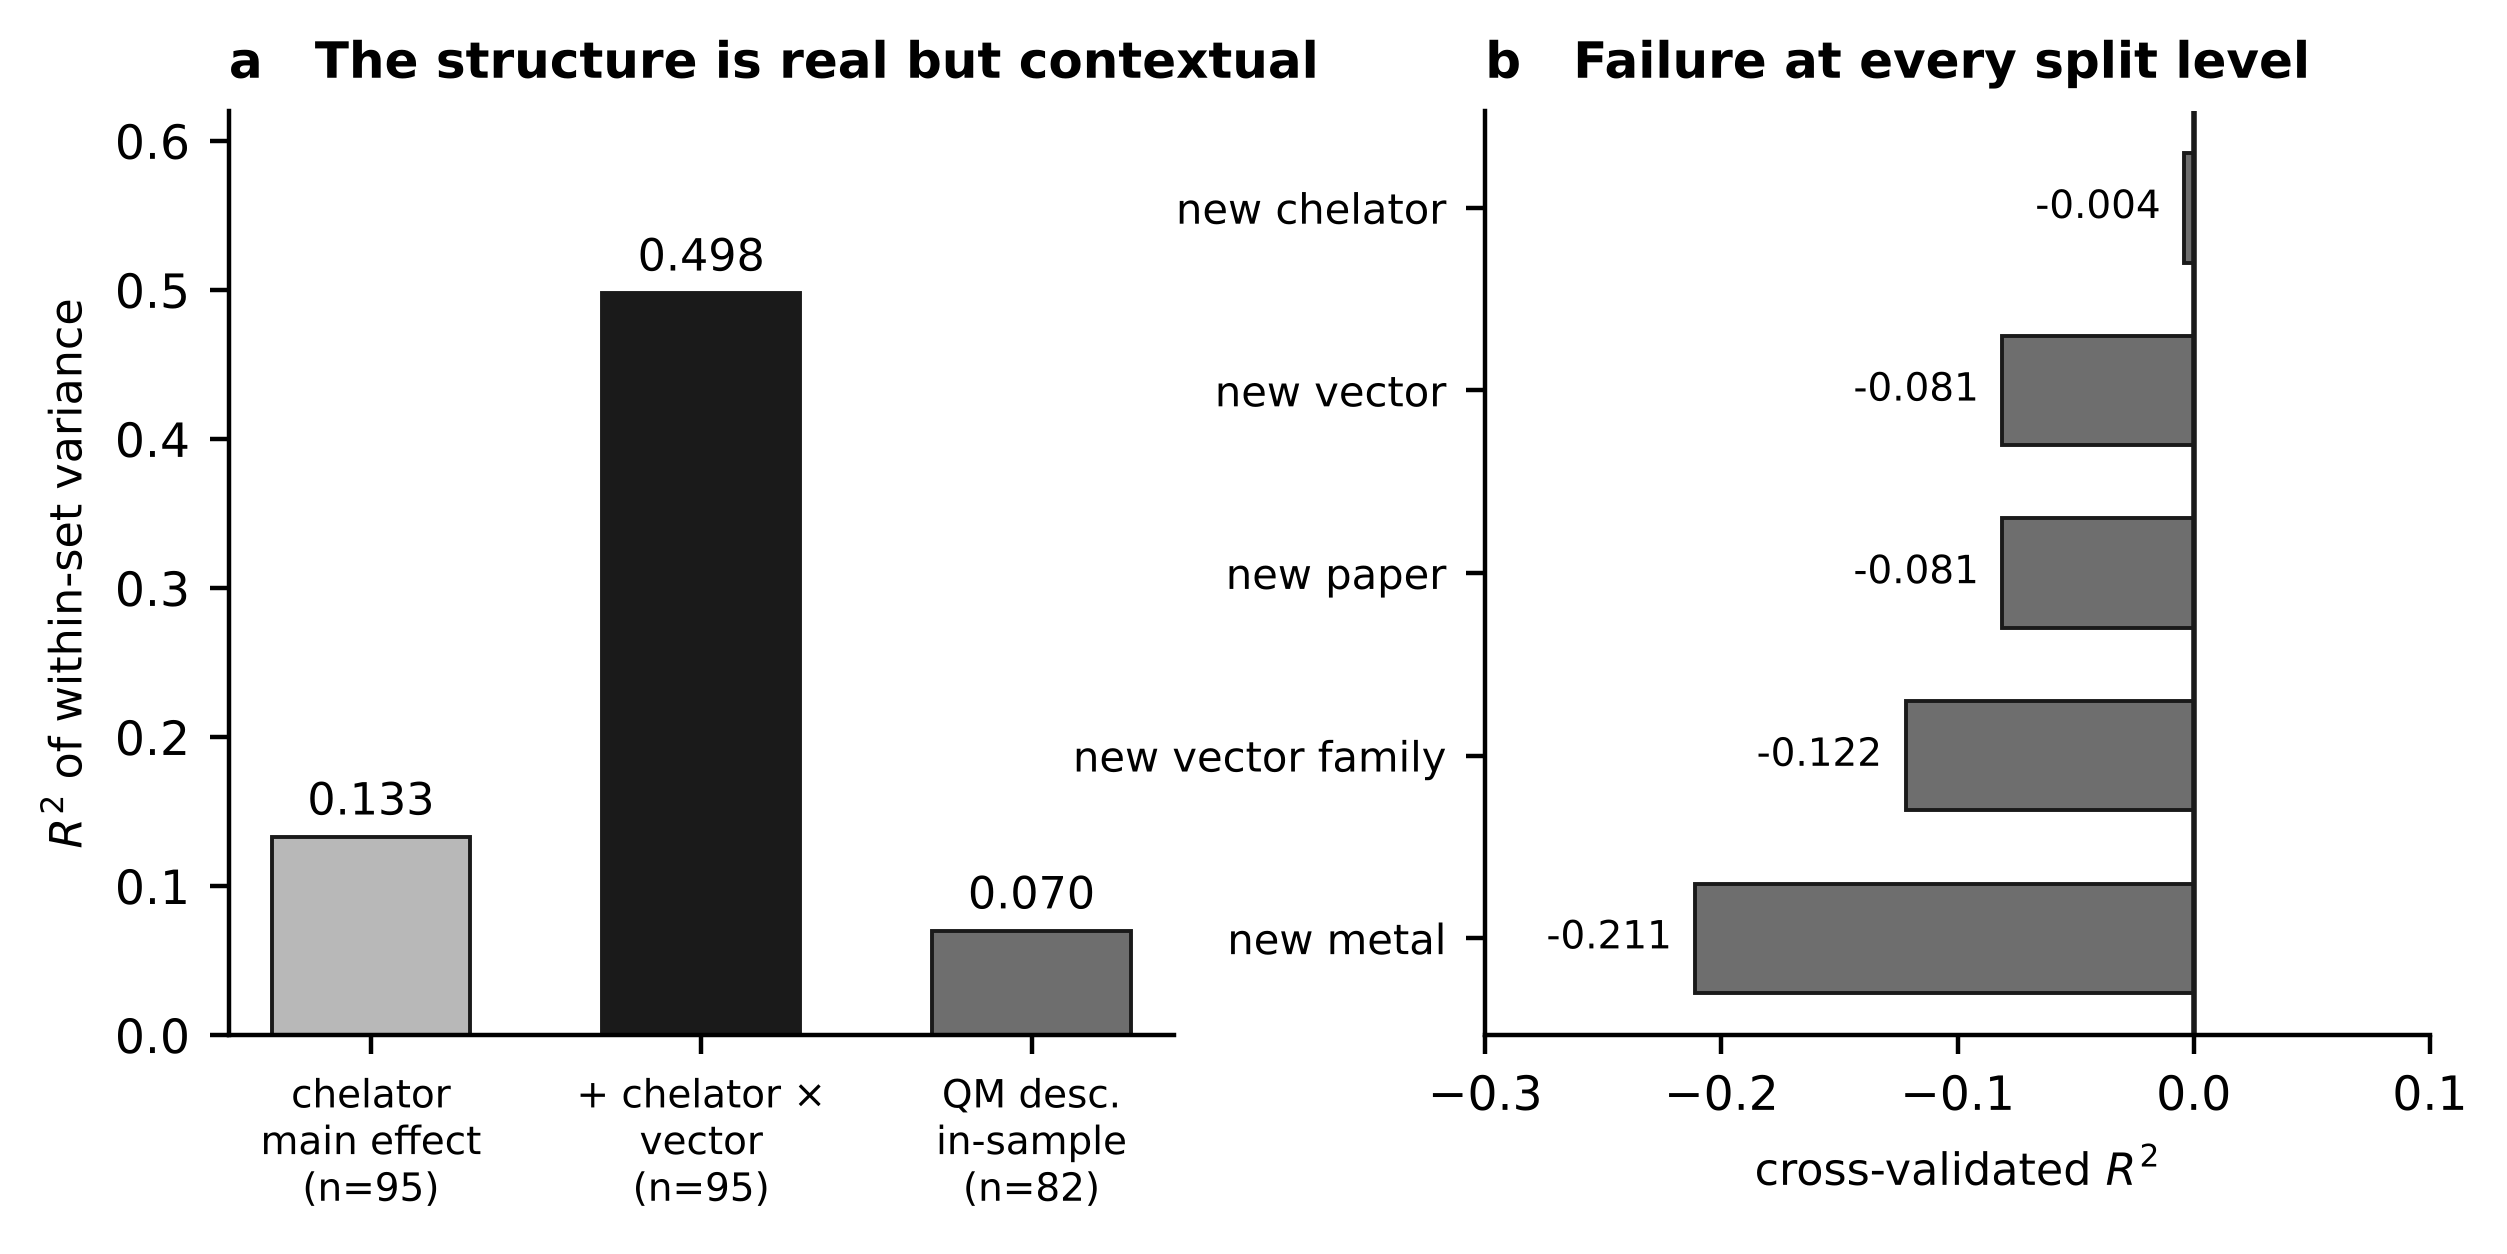 a The structure is real but contextual
R² of within-set variance
0.6
0.5
0.4
0.3
0.2
0.1
0.0
0.133
0.498
0.070
chelator
main effect
(n=95)
+ chelator ×
vector
(n=95)
QM desc.
in-sample
(n=82)
b Failure at every split level
new chelator
-0.004
new vector
-0.081
new paper
-0.081
new vector family
-0.122
new metal
-0.211
−0.3
−0.2
−0.1
0.0
0.1
cross-validated R²